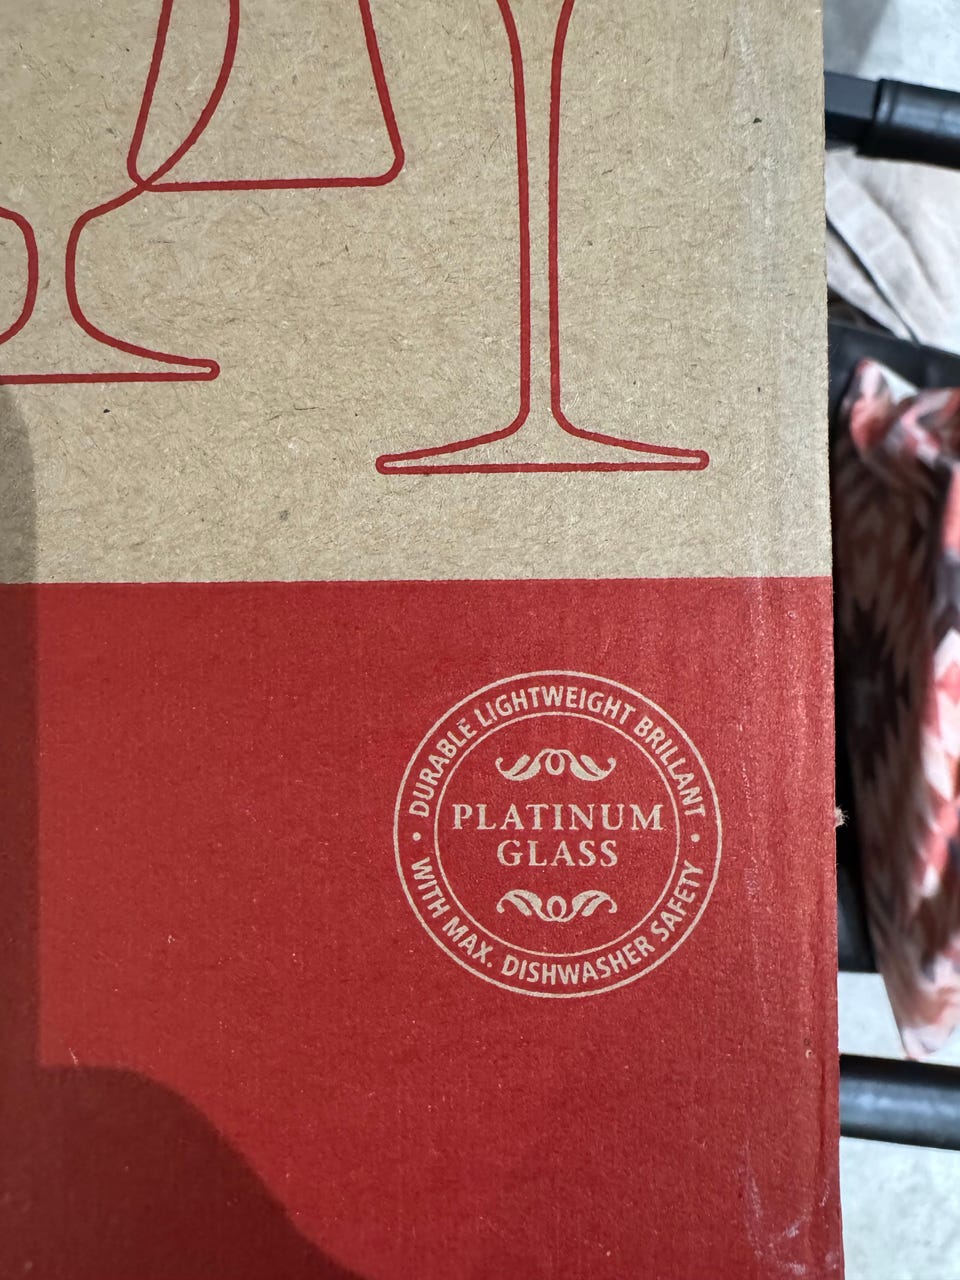 DURABLE LIGHTWEIGHT BRILLANT
PLATINUM
GLASS
WITH MAX. DISHWASHER SAFETY